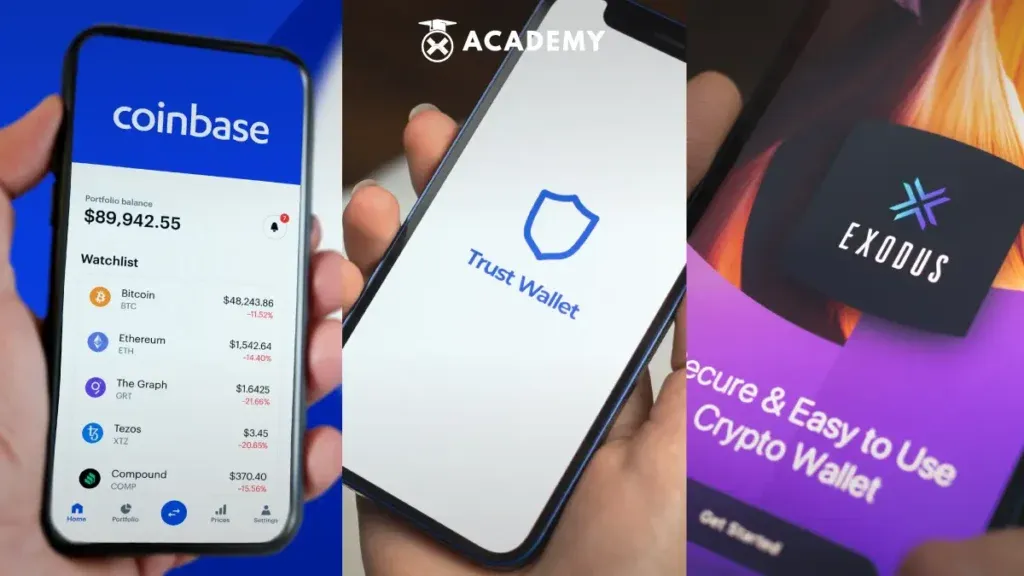 ACADEMY
coinbase
Portfolio balance
$89,942.55
7
Watchlist
Bitcoin $48,243.86
BTC -11.52%
Ethereum $1,542.64
ETH -14.40%
The Graph $1.6425
GRT -21.66%
Tezos $3.45
XTZ -20.65%
Compound $370.40
COMP -15.56%
Home Portfolio Prices Settings
Trust Wallet
EXODUS
ecure & Easy to Use
Crypto Wallet
Get Started